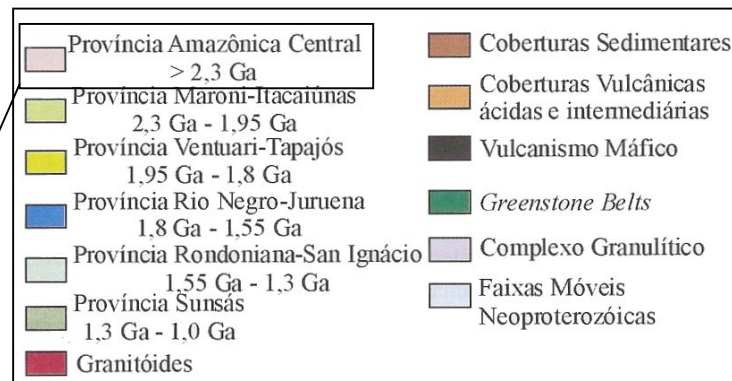 Província Amazônica Central
> 2,3 Ga
Província Maroni-Itacaiúnas
2,3 Ga - 1,95 Ga
Província Ventuari-Tapajós
1,95 Ga - 1,8 Ga
Província Rio Negro-Juruena
1,8 Ga - 1,55 Ga
Província Rondoniana-San Ignácio
1,55 Ga - 1,3 Ga
Província Sunsás
1,3 Ga - 1,0 Ga
Granitóides
Coberturas Sedimentares
Coberturas Vulcânicas
ácidas e intermediárias
Vulcanismo Máfico
Greenstone Belts
Complexo Granulítico
Faixas Móveis
Neoproterozóicas